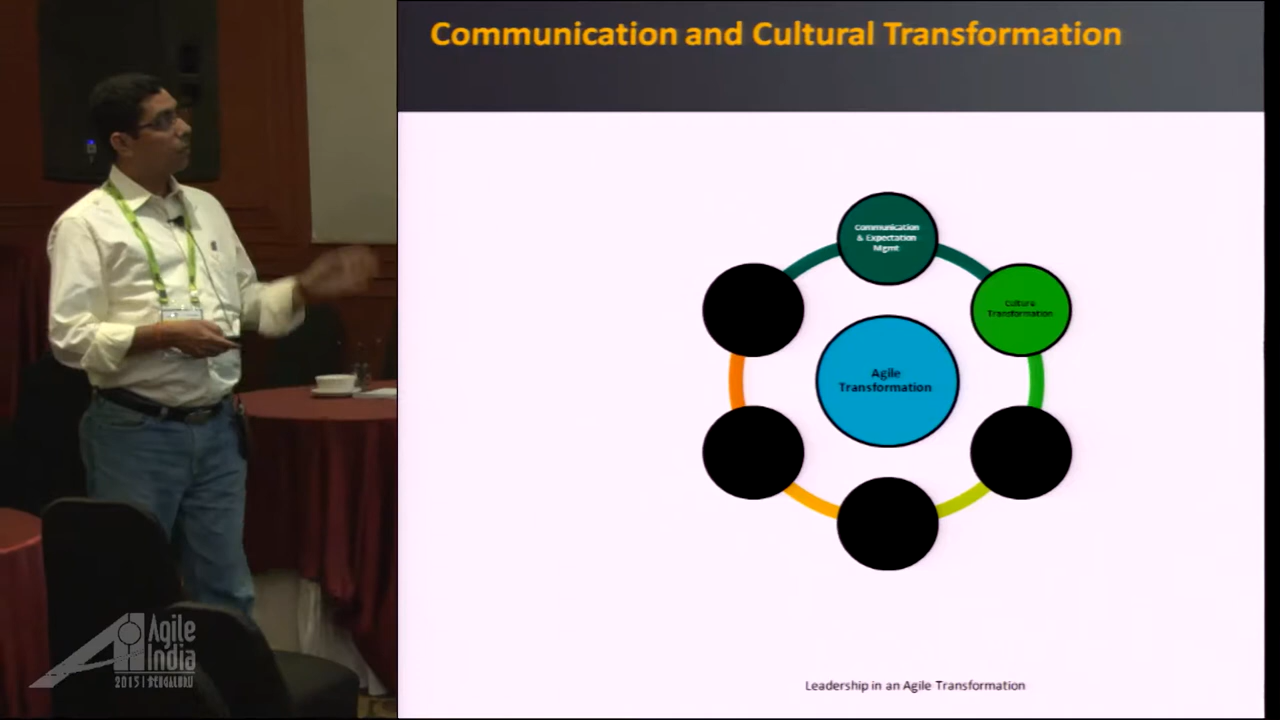 Communication and Cultural Transformation
Communication
& Expectation
Mgmt
Culture
Transformation
Agile
Transformation
Leadership in an Agile Transformation
Agile
India
2015 | BENGALURU